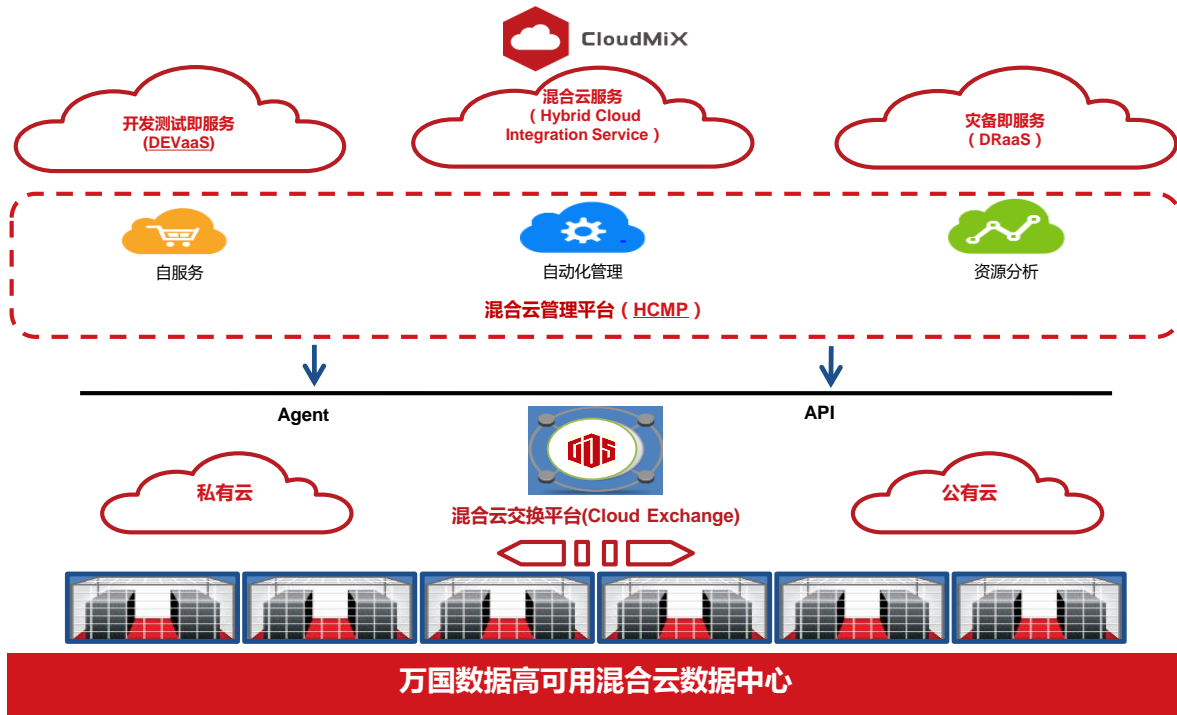 CloudMiX
开发测试即服务
(DEVaaS)
混合云服务
（Hybrid Cloud
Integration Service）
灾备即服务
（DRaaS）
自服务
自动化管理
资源分析
混合云管理平台（HCMP）
Agent
API
GDS
私有云
公有云
混合云交换平台(Cloud Exchange)
万国数据高可用混合云数据中心